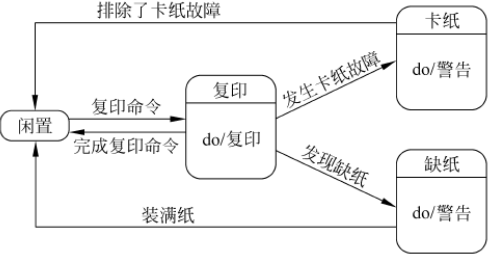 排除了卡纸故障
卡纸
do/警告
发生卡纸故障
复印
do/复印
复印命令
闲置
完成复印命令
发现缺纸
缺纸
do/警告
装满纸